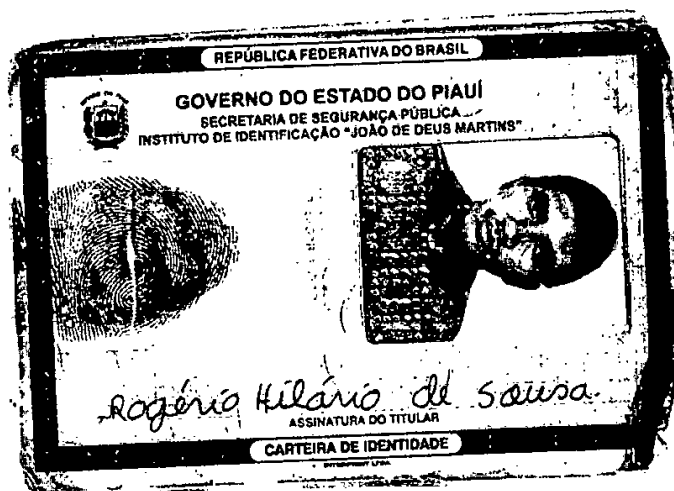 REPÚBLICA FEDERATIVA DO BRASIL
GOVERNO DO ESTADO DO PIAUÍ
SECRETARIA DE SEGURANÇA PÚBLICA
INSTITUTO DE IDENTIFICAÇÃO "JOÃO DE DEUS MARTINS"
Rogério Hilário de Sousa
ASSINATURA DO TITULAR
CARTEIRA DE IDENTIDADE